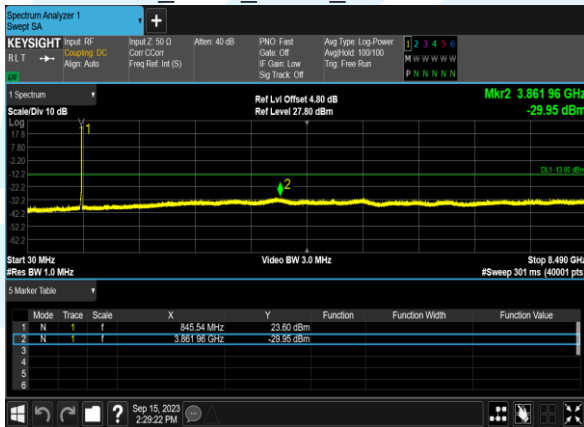 Spectrum Analyzer 1
Swept SA
KEYSIGHT Input: RF Input Z: 50 Ω Atten: 40 dB PNO: Fast Avg Type: Log-Power 1 2 3 4 5 6
RLT Coupling: DC Corr CCorr Gate: Off Avg|Hold: 100/100 M W W W W W
Align: Auto Freq Ref: Int (S) IF Gain: Low Trig: Free Run
Sig Track: Off P N N N N N
1 Spectrum Ref Lvl Offset 4.80 dB Mkr2 3.861 96 GHz
Scale/Div 10 dB Ref Level 27.80 dBm -29.95 dBm
Log
17.8
7.80
-2.20
-12.2
-22.2
-32.2
-42.2
-52.2
-62.2
1
DL1 -13.00 dBm
2
Start 30 MHz Video BW 3.0 MHz Stop 8.490 GHz
#Res BW 1.0 MHz #Sweep 301 ms (40001 pts)
5 Marker Table
Mode Trace Scale X Y Function Function Width Function Value
1 N 1 f 845.54 MHz 23.60 dBm
2 N 1 f 3.861 96 GHz -29.95 dBm
3
4
5
6
? Sep 15, 2023
2:29:22 PM